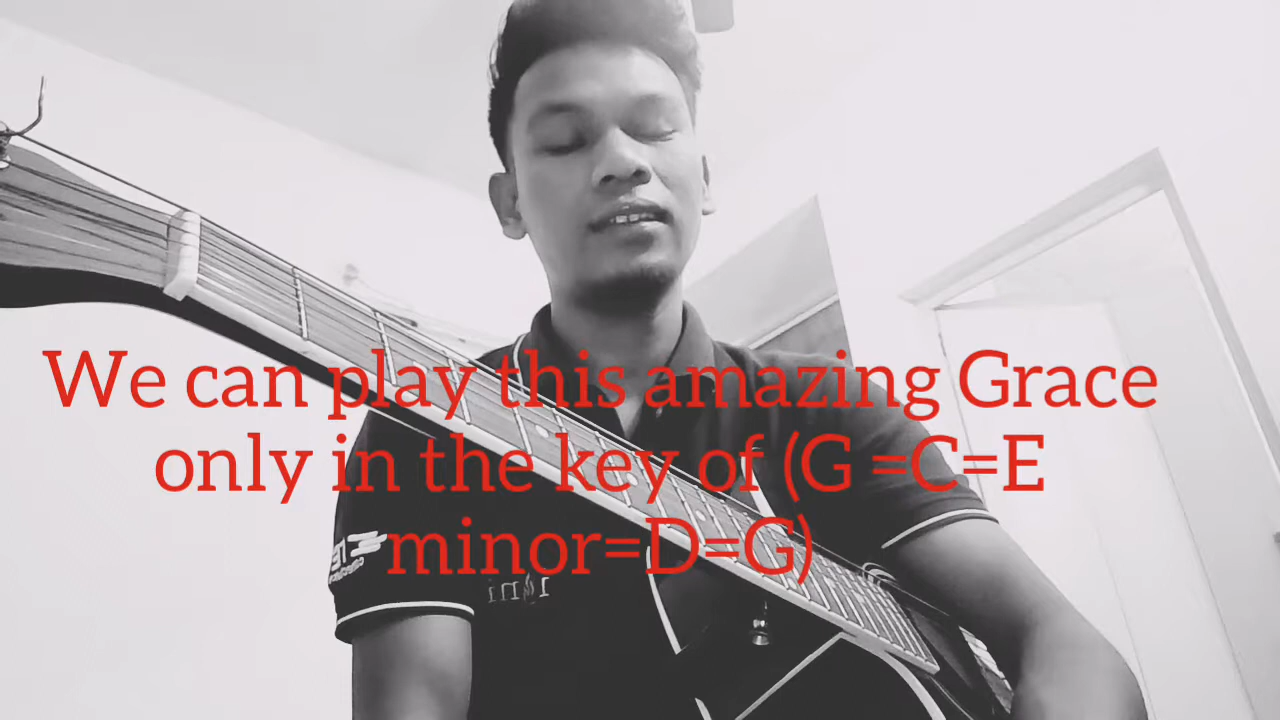 We can play this amazing Grace
only in the key of (G =C=E
minor=D=G)